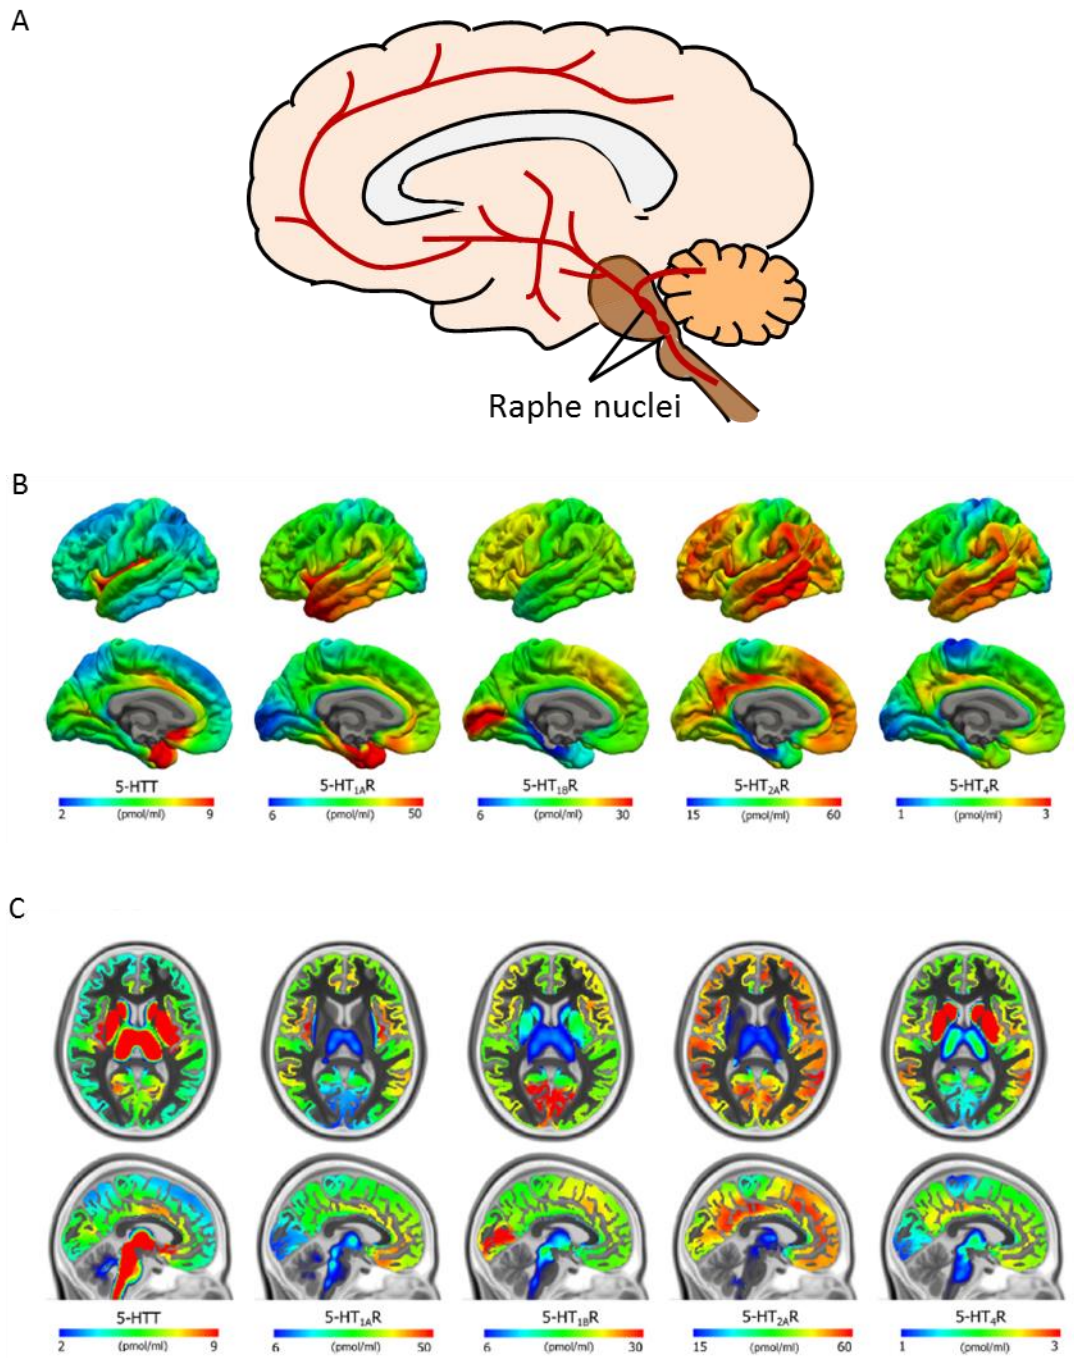 A
Raphe nuclei
B
5-HTT 5-HT1AR 5-HT1BR 5-HT2AR 5-HT4R
2 (pmol/ml) 9 6 (pmol/ml) 50 6 (pmol/ml) 30 15 (pmol/ml) 60 1 (pmol/ml) 3
C
5-HTT 5-HT1AR 5-HT1BR 5-HT2AR 5-HT4R
2 (pmol/ml) 9 6 (pmol/ml) 50 6 (pmol/ml) 30 15 (pmol/ml) 60 1 (pmol/ml) 3